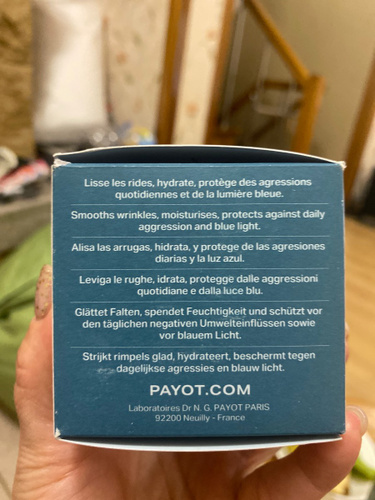 Lisse les rides, hydrate, protège des agressions
quotidiennes et de la lumière bleue.
Smooths wrinkles, moisturises, protects against daily
aggression and blue light.
Alisa las arrugas, hidrata, y protege de las agresiones
diarias y la luz azul.
Leviga le rughe, idrata, protegge dalle aggressioni
quotidiane e dalla luce blu.
Glättet Falten, spendet Feuchtigkeit und schützt vor
den täglichen negativen Umwelteinflüssen sowie
vor blauem Licht.
Strijkt rimpels glad, hydrateert, beschermt tegen
dagelijkse agressies en blauw licht.
PAYOT.COM
Laboratoires Dr N. G. PAYOT PARIS
92200 Neuilly - France